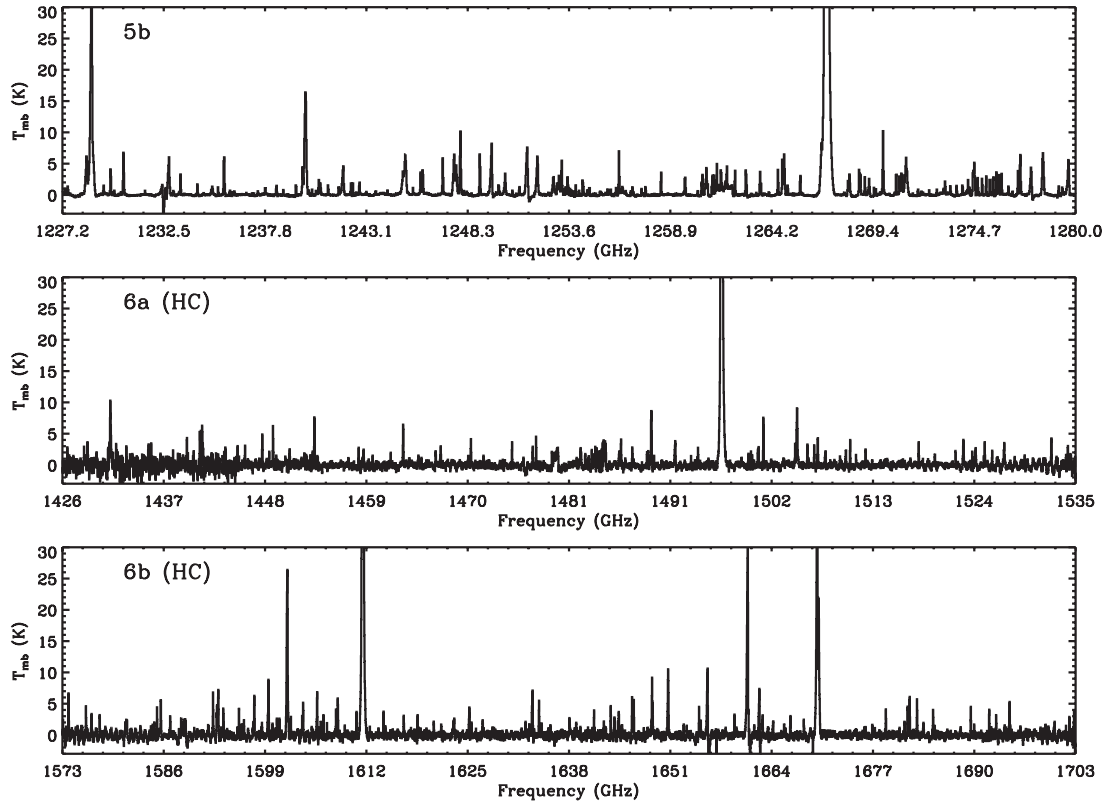 5b
30
25
20
15
10
5
0
T_mb (K)
1227.2 1232.5 1237.8 1243.1 1248.3 1253.6 1258.9 1264.2 1269.4 1274.7 1280.0
Frequency (GHz)
6a (HC)
30
25
20
15
10
5
0
T_mb (K)
1426 1437 1448 1459 1470 1481 1491 1502 1513 1524 1535
Frequency (GHz)
6b (HC)
30
25
20
15
10
5
0
T_mb (K)
1573 1586 1599 1612 1625 1638 1651 1664 1677 1690 1703
Frequency (GHz)